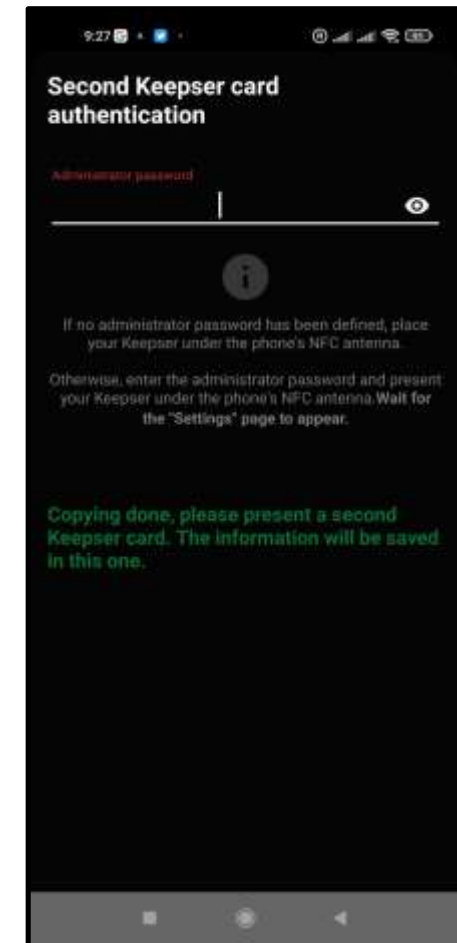 9:27
Second Keepser card
authentication
Administrator password
If no administrator password has been defined, place
your Keepser under the phone's NFC antenna.
Otherwise, enter the administrator password and present
your Keepser under the phone's NFC antenna.Wait for
the "Settings" page to appear.
Copying done, please present a second
Keepser card. The information will be saved
in this one.